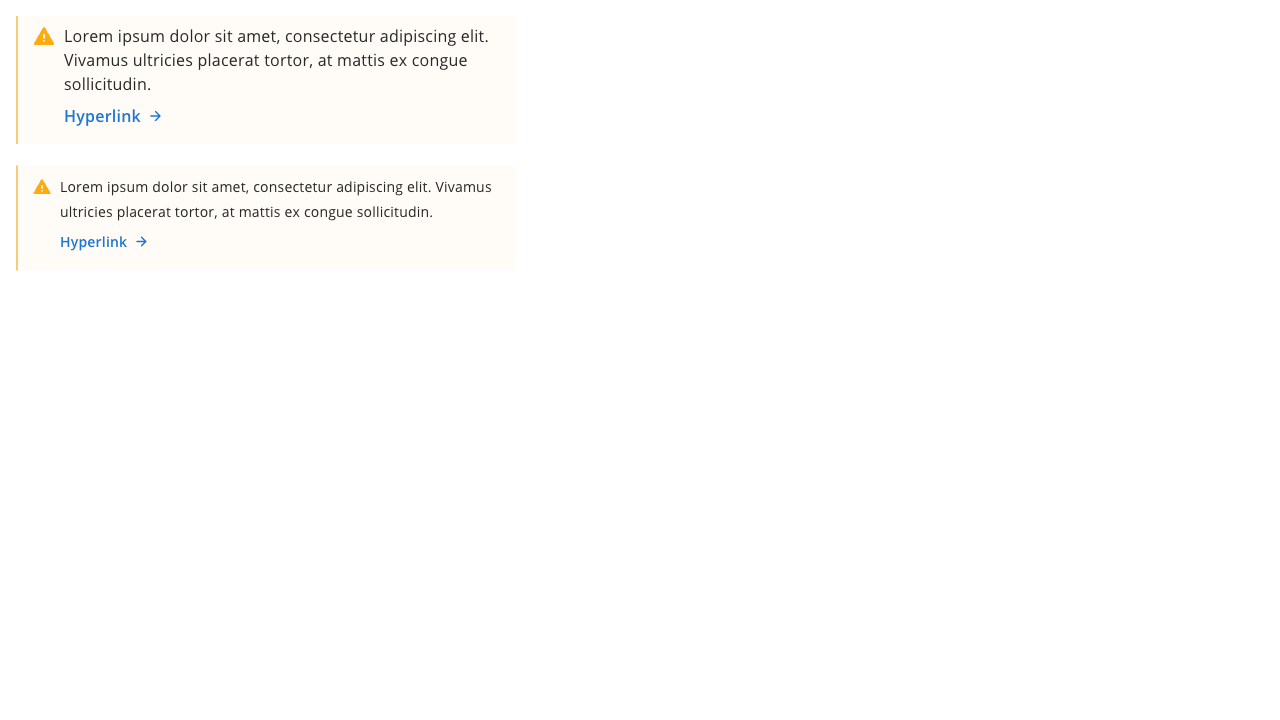 Lorem ipsum dolor sit amet, consectetur adipiscing elit.
Vivamus ultricies placerat tortor, at mattis ex congue
sollicitudin.
Hyperlink →
Lorem ipsum dolor sit amet, consectetur adipiscing elit. Vivamus
ultricies placerat tortor, at mattis ex congue sollicitudin.
Hyperlink →